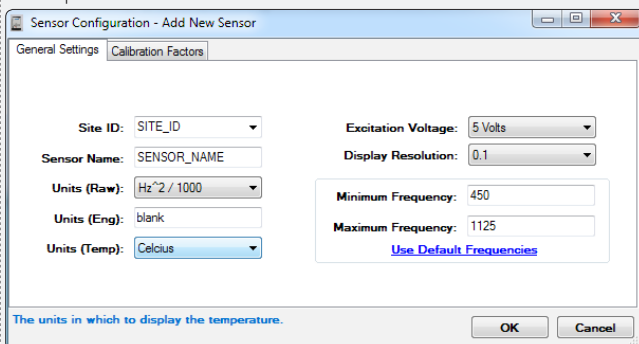 Sensor Configuration - Add New Sensor
General Settings Calibration Factors
Site ID: SITE_ID
Sensor Name: SENSOR_NAME
Units (Raw): Hz^2 / 1000
Units (Eng): blank
Units (Temp): Celcius
Excitation Voltage: 5 Volts
Display Resolution: 0.1
Minimum Frequency: 450
Maximum Frequency: 1125
Use Default Frequencies
The units in which to display the temperature.
OK Cancel